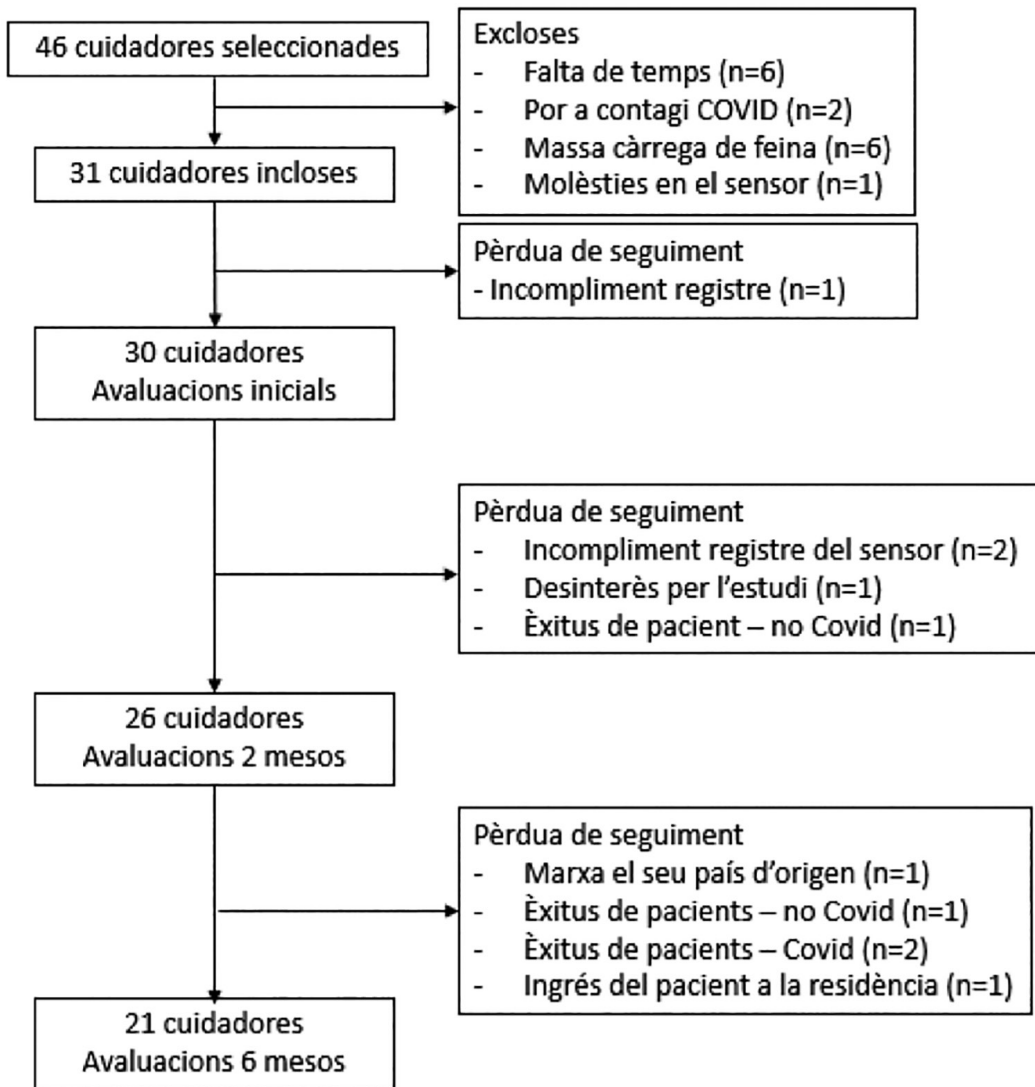 46 cuidadores seleccionades
Excloses
- Falta de temps (n=6)
- Por a contagi COVID (n=2)
- Massa càrrega de feina (n=6)
- Molèsties en el sensor (n=1)
31 cuidadores incloses
Pèrdua de seguiment
- Incompliment registre (n=1)
30 cuidadores
Avaluacions inicials
Pèrdua de seguiment
- Incompliment registre del sensor (n=2)
- Desinterès per l’estudi (n=1)
- Èxitus de pacient – no Covid (n=1)
26 cuidadores
Avaluacions 2 mesos
Pèrdua de seguiment
- Marxa el seu país d’origen (n=1)
- Èxitus de pacients – no Covid (n=1)
- Èxitus de pacients – Covid (n=2)
- Ingrés del pacient a la residència (n=1)
21 cuidadores
Avaluacions 6 mesos